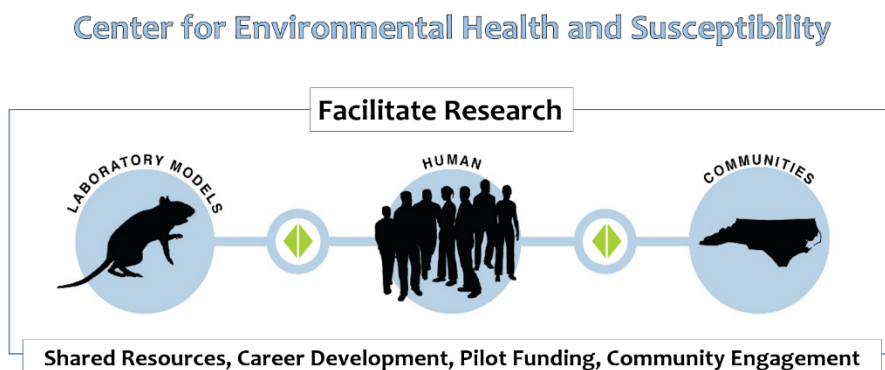 Center for Environmental Health and Susceptibility
Facilitate Research
LABORATORY MODELS
HUMAN
COMMUNITIES
Shared Resources, Career Development, Pilot Funding, Community Engagement